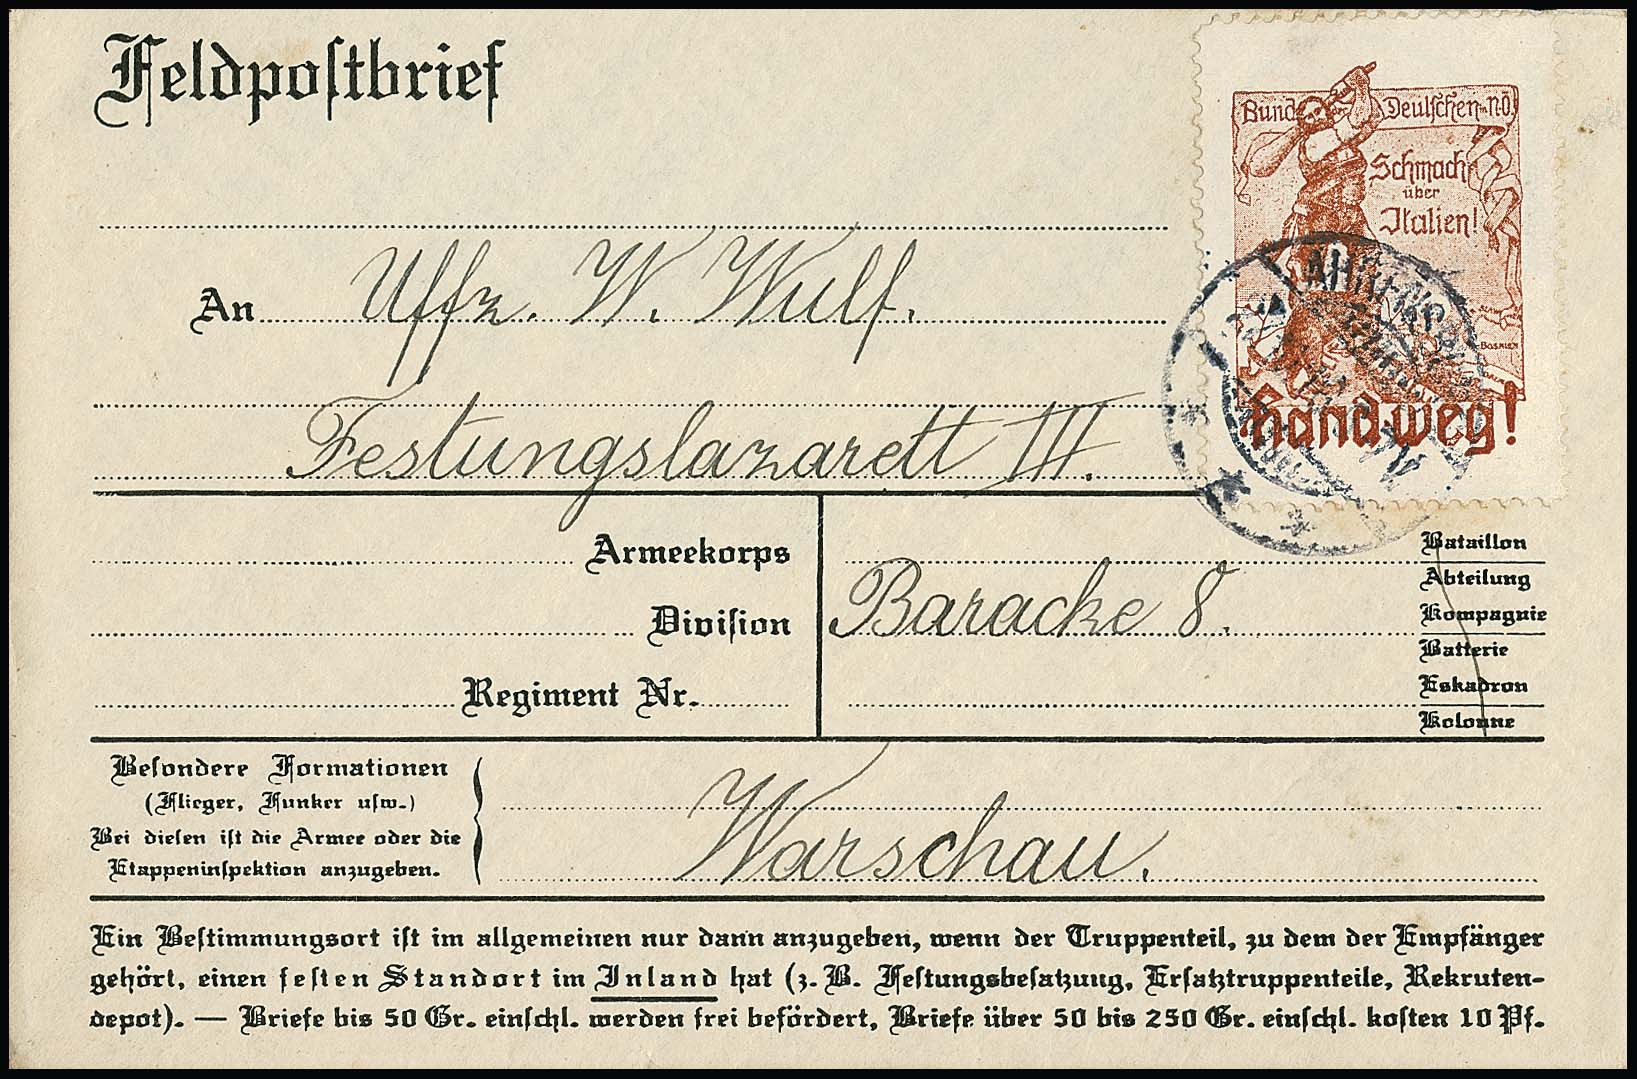 Feldpostbrief
Bund Deutschen N.Ö.
Schmach
über
Italien!
Hand weg!
An Uffz. W. Wulf.
Festungslazarett III.
Armeekorps
Division
Regiment Nr.
Baracke 8.
Bataillon
Abteilung
Kompagnie
Batterie
Eskadron
Kolonne
Besondere Formationen
(Flieger, Funker usw.)
Bei diesen ist die Armee oder die
Etappeninspektion anzugeben.
Warschau.
Ein Bestimmungsort ist im allgemeinen nur dann anzugeben, wenn der Truppenteil, zu dem der Empfänger
gehört, einen festen Standort im Inland hat (z. B. Festungsbesatzung, Ersatztruppenteile, Rekruten-
depot). — Briefe bis 50 Gr. einschl. werden frei befördert, Briefe über 50 bis 250 Gr. einschl. kosten 10 Pf.